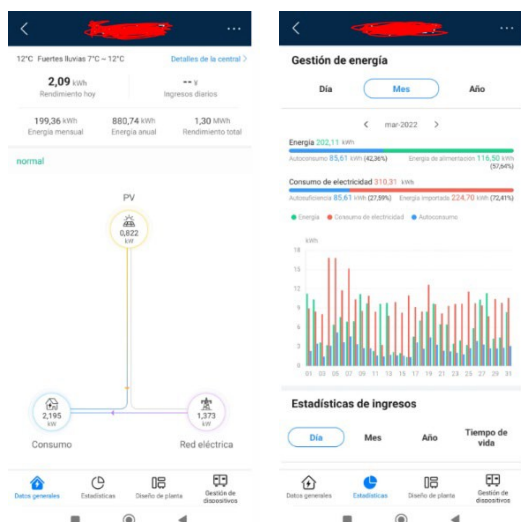 12°C Fuertes lluvias 7°C ~ 12°C Detalles de la central >
2,09 kWh
Rendimiento hoy
-- ¥
Ingresos diarios
199,36 kWh
Energía mensual
880,74 kWh
Energía anual
1,30 MWh
Rendimiento total
normal
PV
0,822
kW
2,195
kW
Consumo
1,373
kW
Red eléctrica
Datos generales
Estadísticas
Diseño de planta
Gestión de
dispositivos
Gestión de energía
Día Mes Año
< mar-2022 >
Energía 202,11 kWh
Autoconsumo 85,61 kWh (42,36%) Energía de alimentación 116,50 kWh
(57,64%)
Consumo de electricidad 310,31 kWh
Autosuficiencia 85,61 kWh (27,59%) Energía importada 224,70 kWh (72,41%)
Energía Consumo de electricidad Autoconsumo
kWh
18
15
12
9
6
3
0
01 03 05 07 09 11 13 15 17 19 21 23 25 27 29 31
Estadísticas de ingresos
Día Mes Año Tiempo de
vida
Datos generales
Estadísticas
Diseño de planta
Gestión de
dispositivos